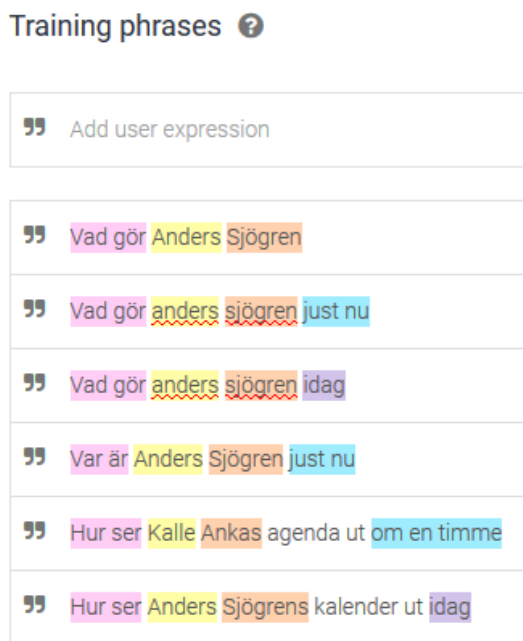 Training phrases ?
Add user expression
Vad gör Anders Sjögren
Vad gör anders sjögren just nu
Vad gör anders sjögren idag
Var är Anders Sjögren just nu
Hur ser Kalle Ankas agenda ut om en timme
Hur ser Anders Sjögrens kalender ut idag